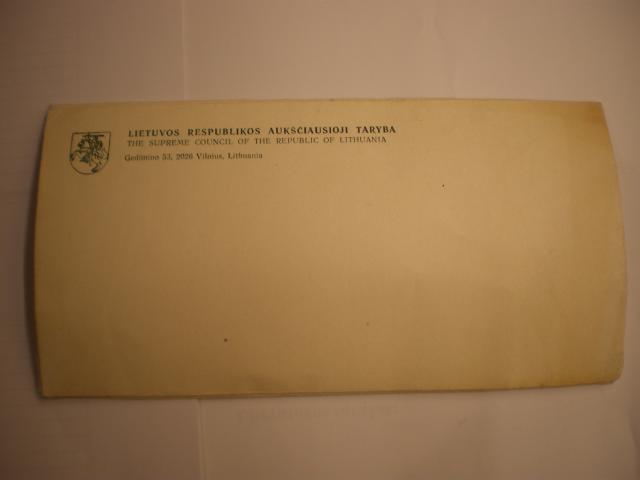 LIETUVOS RESPUBLIKOS AUKŠČIAUSIOJI TARYBA
THE SUPREME COUNCIL OF THE REPUBLIC OF LITHUANIA
Gedimino 53, 2026 Vilnius, Lithuania